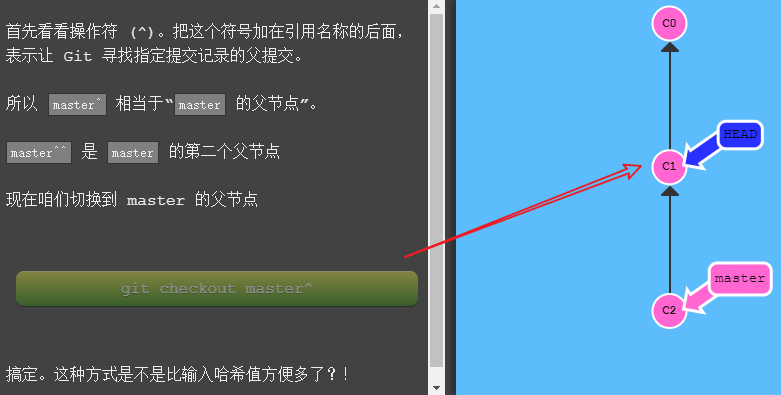 首先看看操作符 (^)。把这个符号加在引用名称的后面，
表示让 Git 寻找指定提交记录的父提交。
所以 master^ 相当于“master 的父节点”。
master^^ 是 master 的第二个父节点
现在咱们切换到 master 的父节点
git checkout master^
搞定。这种方式是不是比输入哈希值方便多了？！
C0
HEAD
C1
master
C2